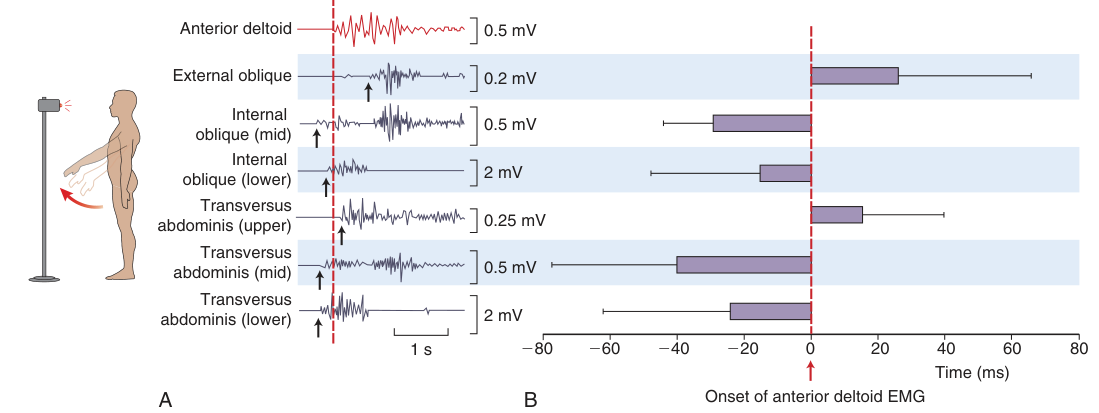 Anterior deltoid
0.5 mV
External oblique
0.2 mV
Internal
oblique (mid)
0.5 mV
Internal
oblique (lower)
2 mV
Transversus
abdominis (upper)
0.25 mV
Transversus
abdominis (mid)
0.5 mV
Transversus
abdominis (lower)
2 mV
1 s
−80 −60 −40 −20 0 20 40 60 80
Time (ms)
Onset of anterior deltoid EMG
A
B